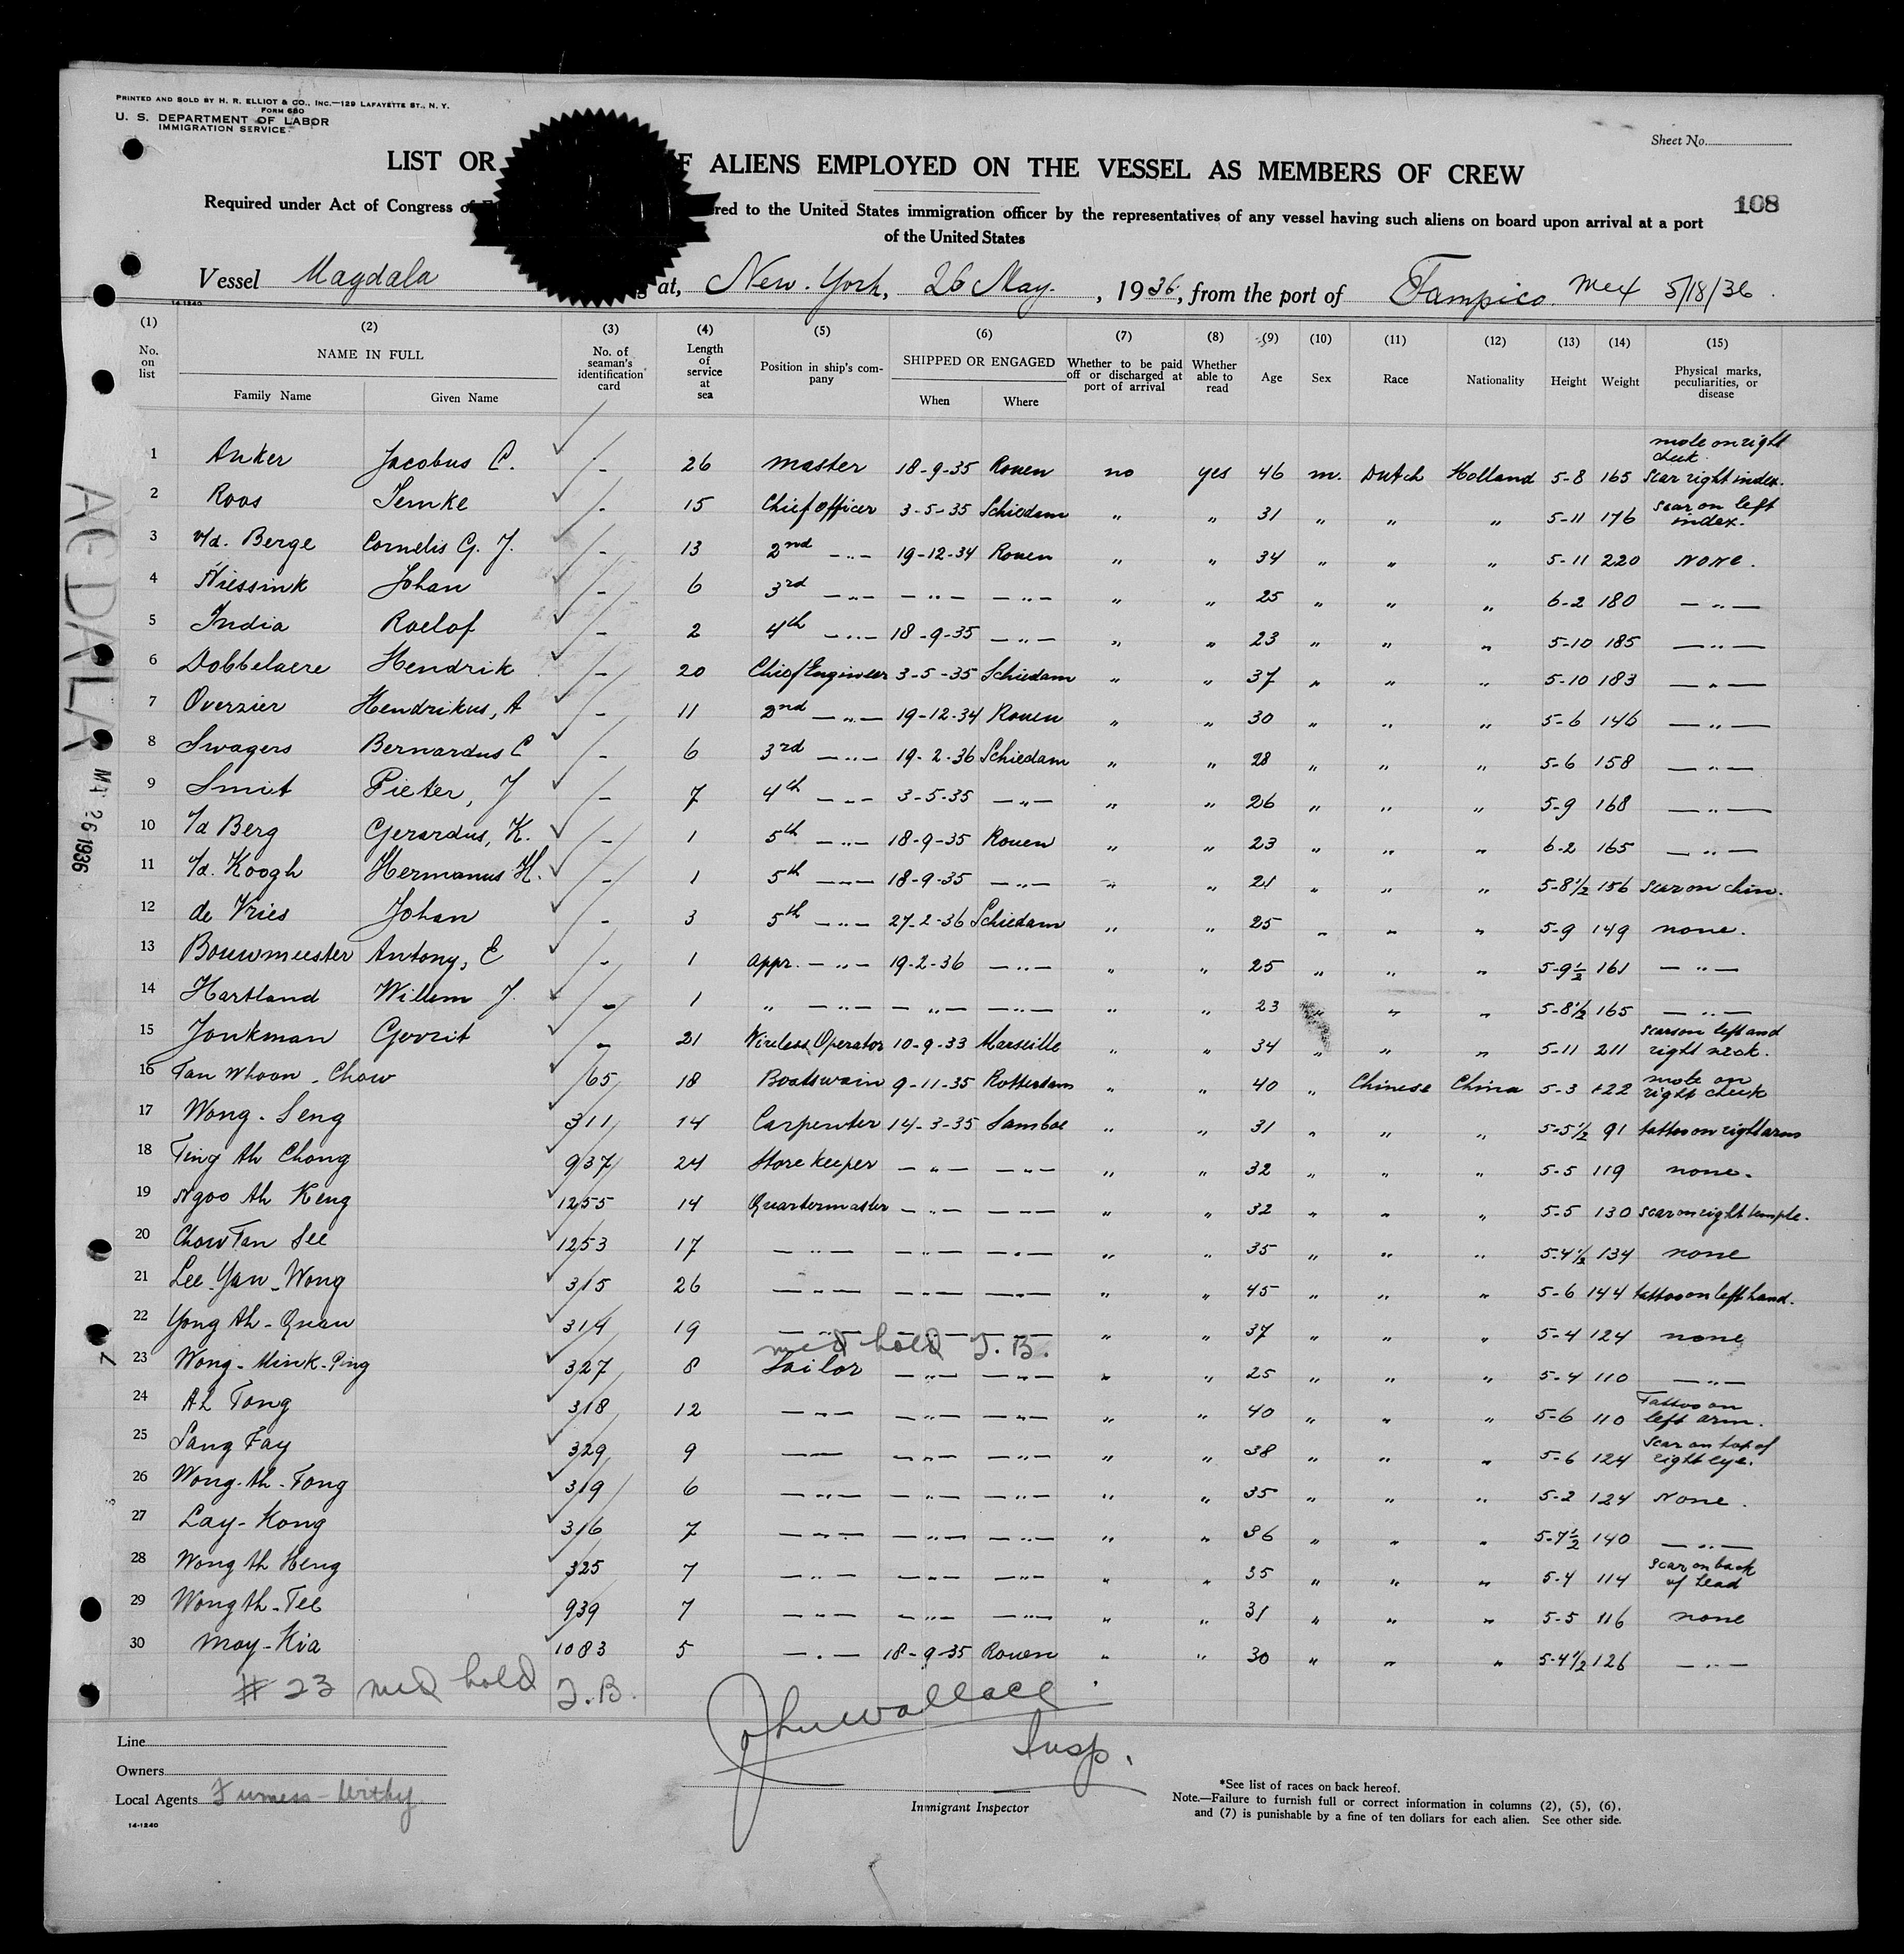 PRINTED AND SOLD BY H. R. ELLIOT & CO., INC.—129 LAFAYETTE ST., N. Y.
FORM 680
U. S. DEPARTMENT OF LABOR
IMMIGRATION SERVICE
Sheet No.
LIST OR F ALIENS EMPLOYED ON THE VESSEL AS MEMBERS OF CREW
108
Required under Act of Congress of red to the United States immigration officer by the representatives of any vessel having such aliens on board upon arrival at a port
of the United States
Vessel Magdala at, New. York, 26 May. , 1936, from the port of Tampico. Mex 5/18/36.
14-1240
(1) (2) (3) (4) (5) (6) (7) (8) (9) (10) (11) (12) (13) (14) (15)
No. on list NAME IN FULL No. of seaman's identification card Length of service at sea Position in ship's company SHIPPED OR ENGAGED Whether to be paid off or discharged at port of arrival Whether able to read Age Sex Race Nationality Height Weight Physical marks, peculiarities, or disease
Family Name Given Name When Where
1 Anker Jacobus C. - 26 master 18-9-35 Rouen no yes 46 m. Dutch Holland 5-8 165 mole on right cheek. scar right index.
2 Roos Jemke - 15 Chief officer 3-5-35 Schiedam " " 31 " " " 5-11 176 scar on left index.
3 v/d. Berge Cornelis G. J. - 13 2nd —"— 19-12-34 Rouen " " 34 " " " 5-11 220 NONE.
4 Hiessink Johan - 6 3rd —"— —"— —"— " " 25 " " " 6-2 180 —"—
5 India Roelof - 2 4th —"— 18-9-35 —"— " " 23 " " " 5-10 185 —"—
6 Dobbelaere Hendrik - 20 Chief Engineer 3-5-35 Schiedam " " 37 " " " 5-10 183 —"—
7 Overzier Hendrikus, A - 11 2nd —"— 19-12-34 Rouen " " 30 " " " 5-6 146 —"—
8 Swagers Bernardus C - 6 3rd —"— 19-2-36 Schiedam " " 28 " " " 5-6 158 —"—
9 Smit Pieter, J - 7 4th —"— 3-5-35 —"— " " 26 " " " 5-9 168 —"—
10 v/d Berg Gerardus, K. - 1 5th —"— 18-9-35 Rouen " " 23 " " " 6-2 165 —"—
11 v/d. Koogh Hermanus H. - 1 5th —"— 18-9-35 —"— " " 21 " " " 5-8½ 156 scar on chin.
12 de Vries Johan - 3 5th —"— 27-2-36 Schiedam " " 25 " " " 5-9 149 none.
13 Bouwmeester Antony, E - 1 appr. —"— 19-2-36 —"— " " 25 " " " 5-9½ 161 —"—
14 Hartland Willem J. - 1 " —"— —"— —"— " " 23 " " " 5-8½ 165 —"—
15 Jonkman Gerrit - 21 Wireless Operator 10-9-33 Marseille " " 34 " " " 5-11 211 scars on left and right neck.
16 Tan Whoon. Chow 165 18 Boatswain 9-11-35 Rotterdam " " 40 " Chinese China 5-3 122 mole on right cheek
17 Wong-Seng 311 14 Carpenter 14-3-35 Samboe " " 31 " " " 5-5½ 91 tattoo on right arm
18 Ting Ah Chong 937 24 Storekeeper —"— —"— " " 32 " " " 5-5 119 none.
19 Ngoo Ah Keng 1255 14 Quartermaster —"— —"— " " 32 " " " 5-5 130 scar on right temple.
20 Chow Tan See 1253 17 —"— —"— —"— " " 35 " " " 5-4½ 134 none
21 Lee-Yan-Wong 315 26 —"— —"— —"— " " 45 " " " 5-6 144 tattoo on left hand.
22 Yong Ah-Quan 314 19 —"— —"— —"— " " 37 " " " 5-4 124 none
med hold T.B.
23 Wong-Mink-Ping 327 8 Sailor —"— —"— " " 25 " " " 5-4 110 —"—
24 Ah Tong 318 12 —"— —"— —"— " " 40 " " " 5-6 110 Tattoo on left arm.
25 Sang Fay 329 9 —— —"— —"— " " 38 " " " 5-6 124 scar on top of right eye.
26 Wong-Ah-Fong 319 6 —"— —"— —"— " " 35 " " " 5-2 124 None.
27 Lay-Kong 316 7 —"— —"— —"— " " 36 " " " 5-7½ 140 —"—
28 Wong Ah Heng 325 7 —"— —"— —"— " " 35 " " " 5-4 114 scar on back of head
29 Wong Ah-Tee 939 7 —"— —"— —"— " " 31 " " " 5-5 116 none
30 Moy-Kia 1083 5 —"— 18-9-35 Rouen " " 30 " " " 5-4½ 126 —"—
# 23 med hold T.B.
John Wallace
Insp.
Line
Owners
Local Agents Furness-Withy
14-1240
Immigrant Inspector
*See list of races on back hereof.
Note.—Failure to furnish full or correct information in columns (2), (5), (6),
and (7) is punishable by a fine of ten dollars for each alien. See other side.
AGDALA
26 1936